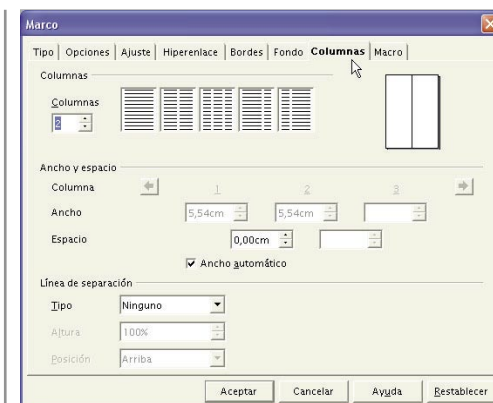 Marco
Tipo Opciones Ajuste Hiperenlace Bordes Fondo Columnas Macro
Columnas
Columnas
2
Ancho y espacio
Columna 1 2 3
Ancho 5,54cm 5,54cm
Espacio 0,00cm
Ancho automático
Línea de separación
Tipo Ninguno
Altura 100%
Posición Arriba
Aceptar Cancelar Ayuda Restablecer